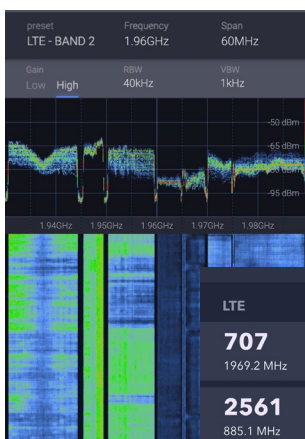 preset
Frequency
Span
LTE - BAND 2
1.96GHz
60MHz
Gain
RBW
VBW
Low
High
40kHz
1kHz
-50 dBm
-65 dBm
dBm
-95 dBm
1.94GHz
1.95GHz
1.96GHz
1.97GHz
1.98GHz
LTE
707
1969.2 MHz
2561
885.1 MHz